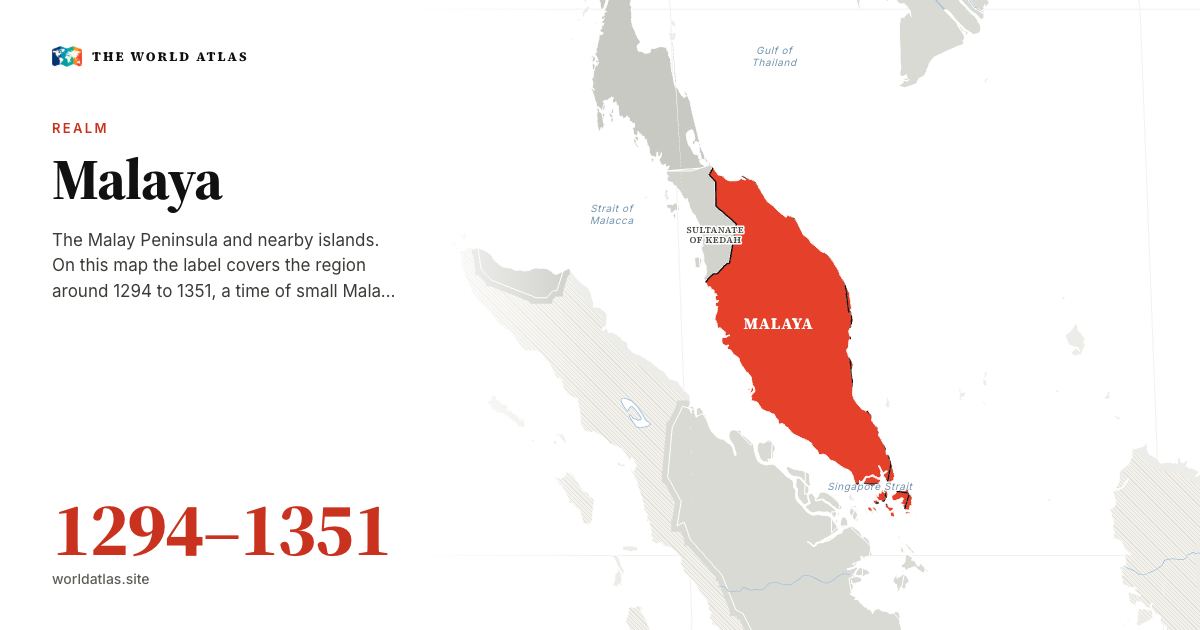 THE WORLD ATLAS
REALM
Malaya
The Malay Peninsula and nearby islands.
On this map the label covers the region
around 1294 to 1351, a time of small Mala...
1294–1351
worldatlas.site
Gulf of
Thailand
Strait of
Malacca
SULTANATE
OF KEDAH
MALAYA
Singapore Strait